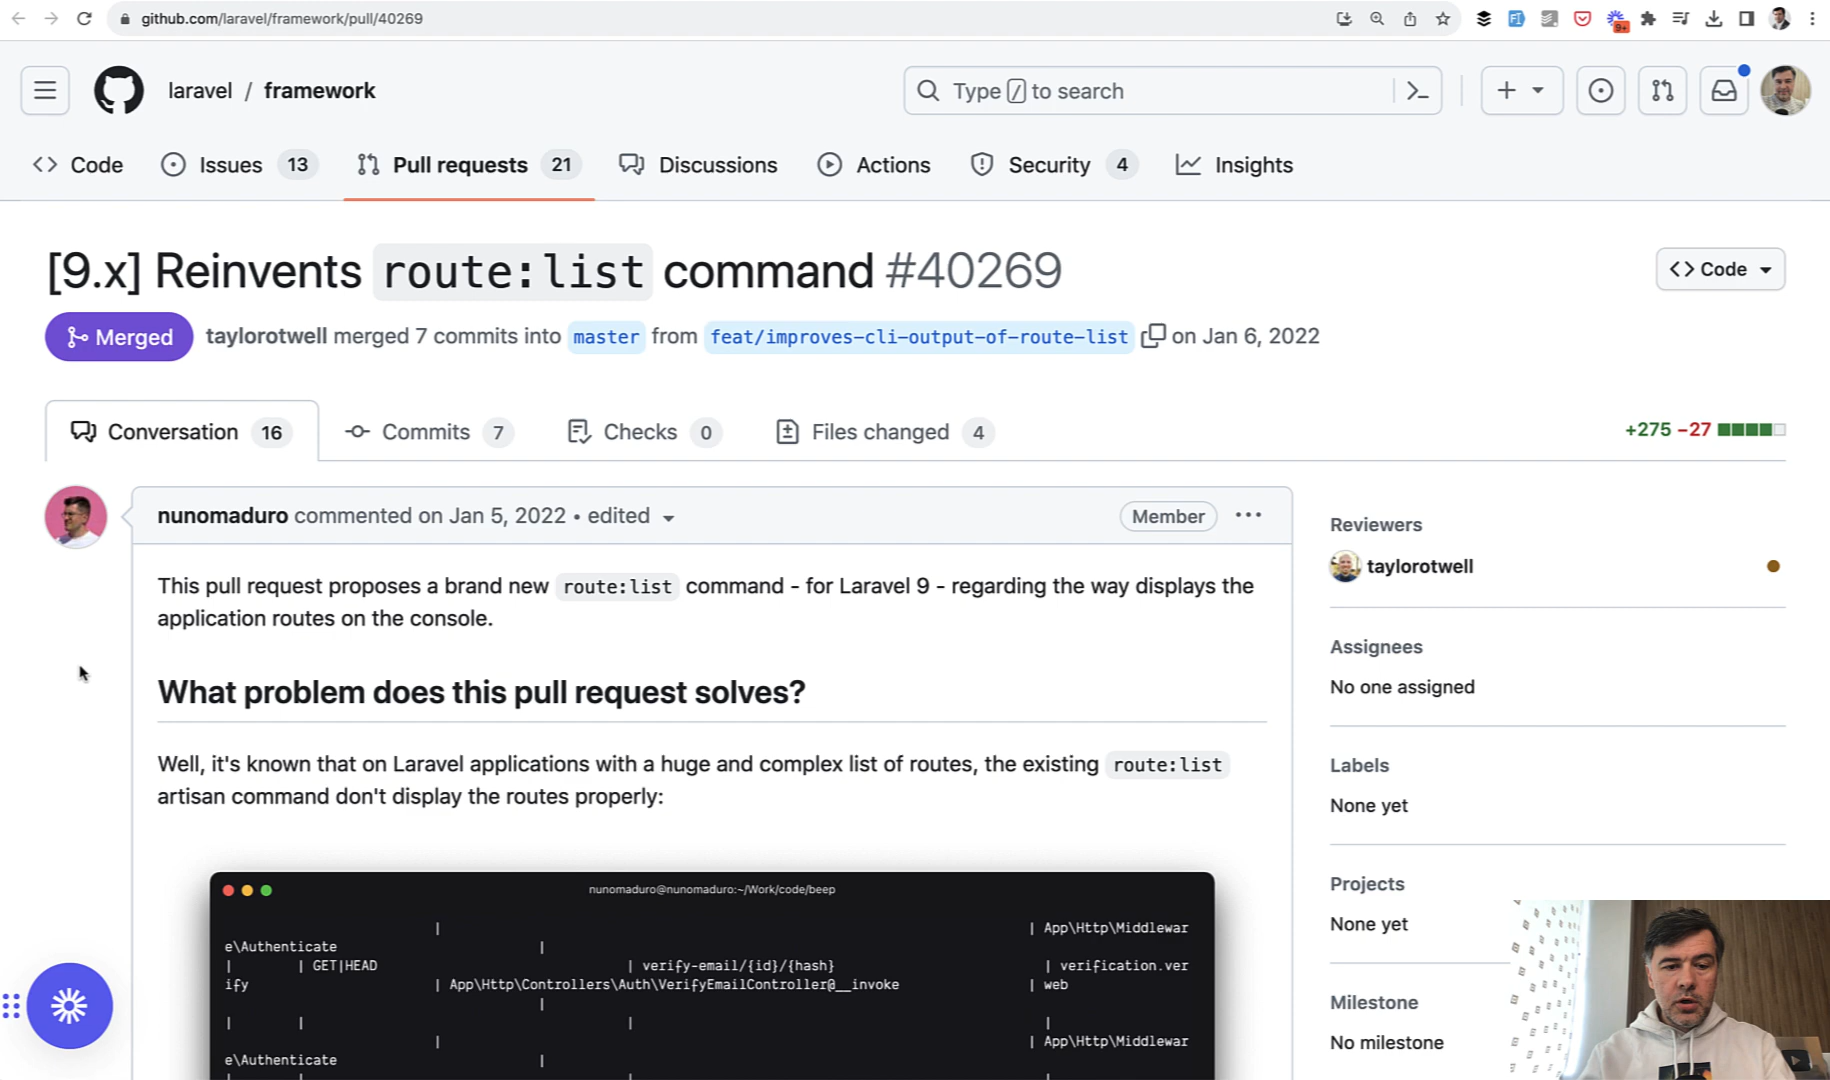 github.com/laravel/framework/pull/40269
9+
laravel / framework
Type / to search
Code
Issues 13
Pull requests 21
Discussions
Actions
Security 4
Insights
[9.x] Reinvents route:list command #40269
<> Code
Merged
taylorotwell merged 7 commits into master from feat/improves-cli-output-of-route-list on Jan 6, 2022
Conversation 16
Commits 7
Checks 0
Files changed 4
+275 −27
nunomaduro commented on Jan 5, 2022 • edited
Member
This pull request proposes a brand new route:list command - for Laravel 9 - regarding the way displays the
application routes on the console.
What problem does this pull request solves?
Well, it's known that on Laravel applications with a huge and complex list of routes, the existing route:list
artisan command don't display the routes properly:
nunomaduro@nunomaduro:~/Work/code/beep
| | App\Http\Middlewar
e\Authenticate |
| | GET|HEAD | verify-email/{id}/{hash} | verification.ver
ify | App\Http\Controllers\Auth\VerifyEmailController@__invoke | web
|
| | | |
| | App\Http\Middlewar
e\Authenticate |
Reviewers
taylorotwell
Assignees
No one assigned
Labels
None yet
Projects
None yet
Milestone
No milestone